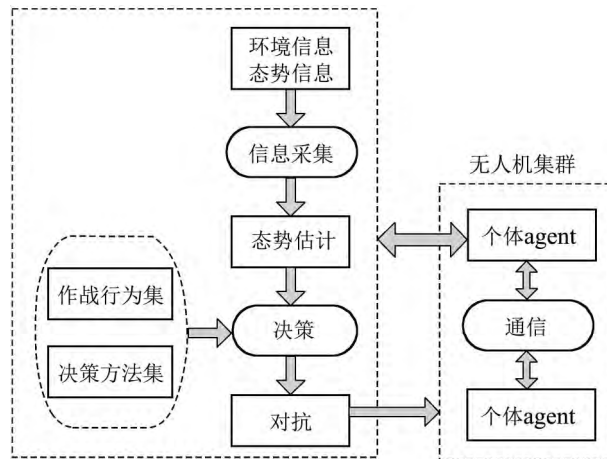 环境信息
态势信息
信息采集
态势估计
作战行为集
决策方法集
决策
对抗
无人机集群
个体agent
通信
个体agent